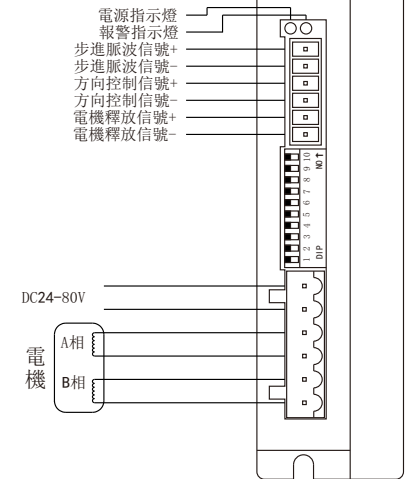 電源指示燈
報警指示燈
步進脈波信號+
步進脈波信號-
方向控制信號+
方向控制信號-
電機釋放信號+
電機釋放信號-
1 2 3 4 5 6 7 8 9 10
DIP
NO↑
DC24-80V
電機
A相
B相